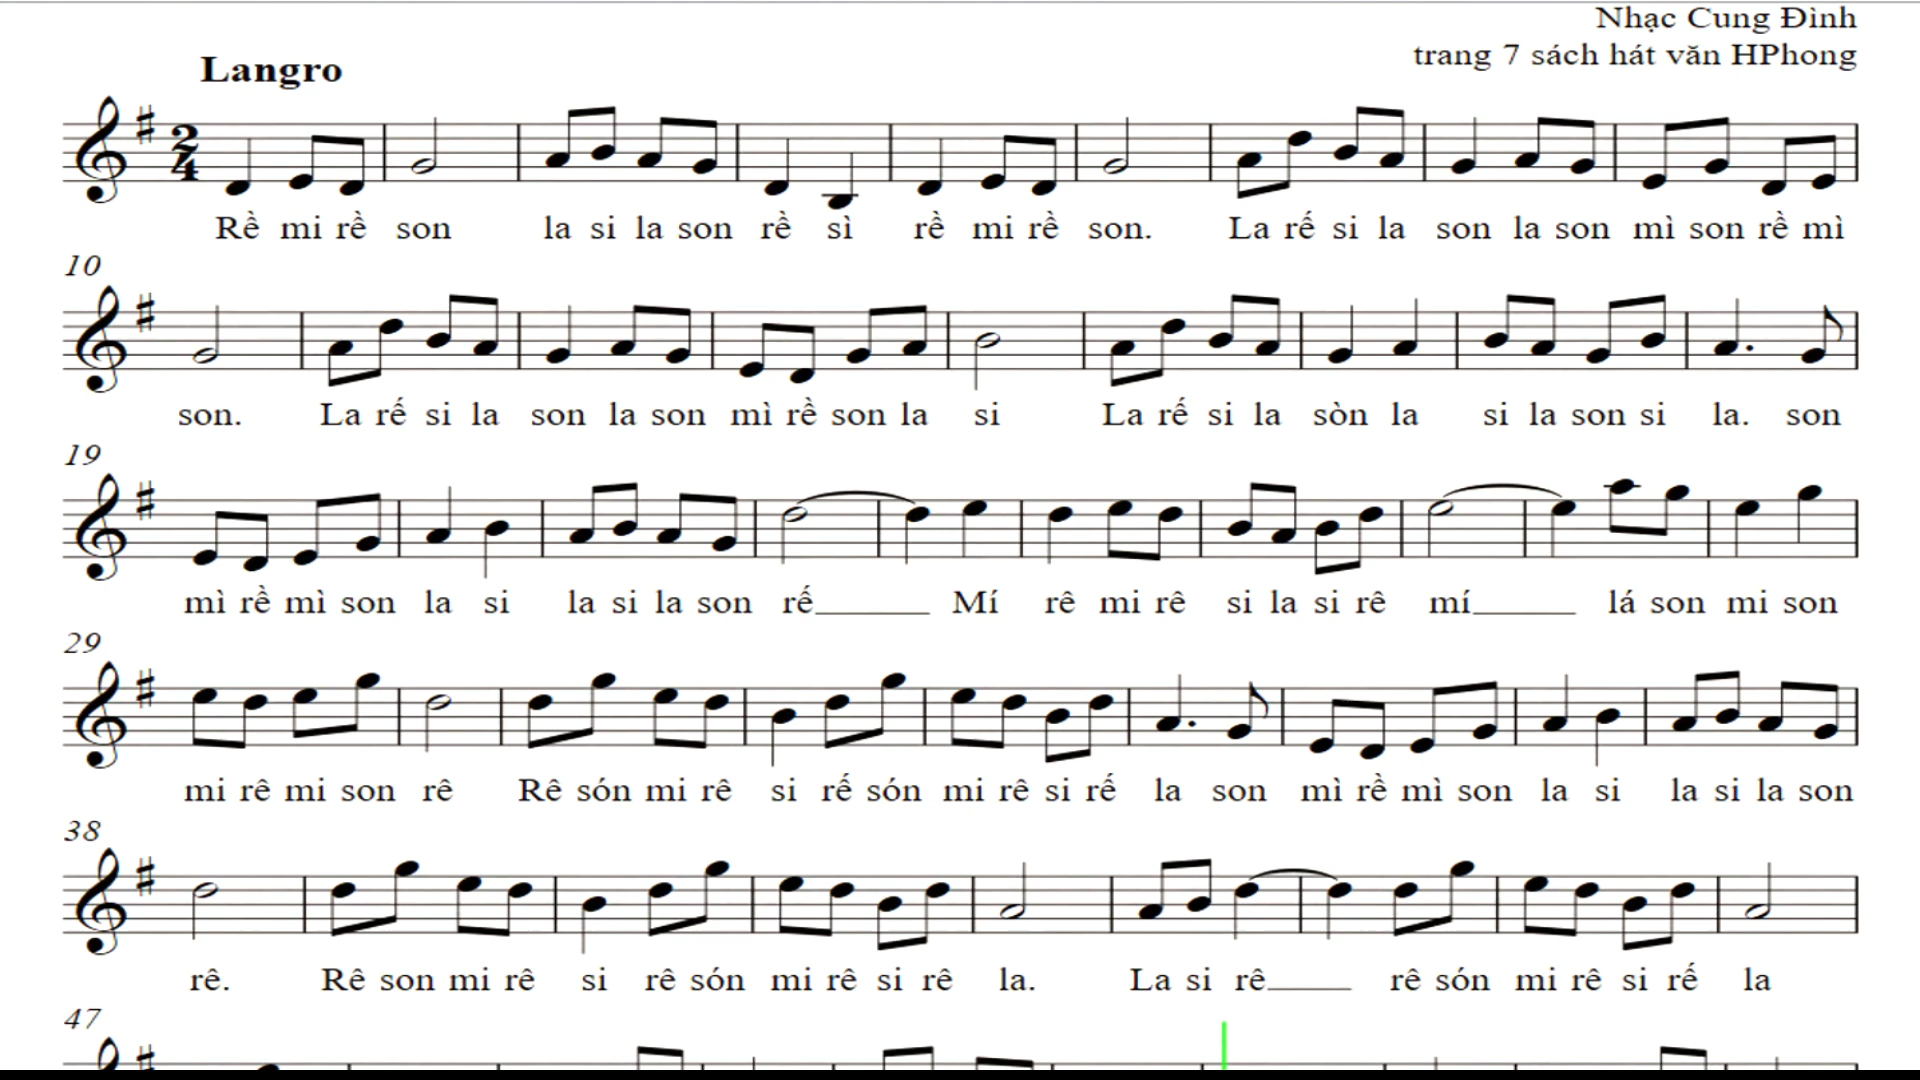 Nhạc Cung Đình
trang 7 sách hát văn HPhong
Langro
2
4
Rề mi rề son la si la son rề sì rề mi rề son. La rế si la son la son mì son rề mì
10
son. La rế si la son la son mì rề son la si La rế si la sòn la si la son si la. son
19
mì rề mì son la si la si la son rế Mí rê mi rê si la si rê mí lá son mi son
29
mi rê mi son rê Rê són mi rê si rế són mi rê si rế la son mì rề mì son la si la si la son
38
rê. Rê son mi rê si rê són mi rê si rê la. La si rê rê són mi rê si rế la
47